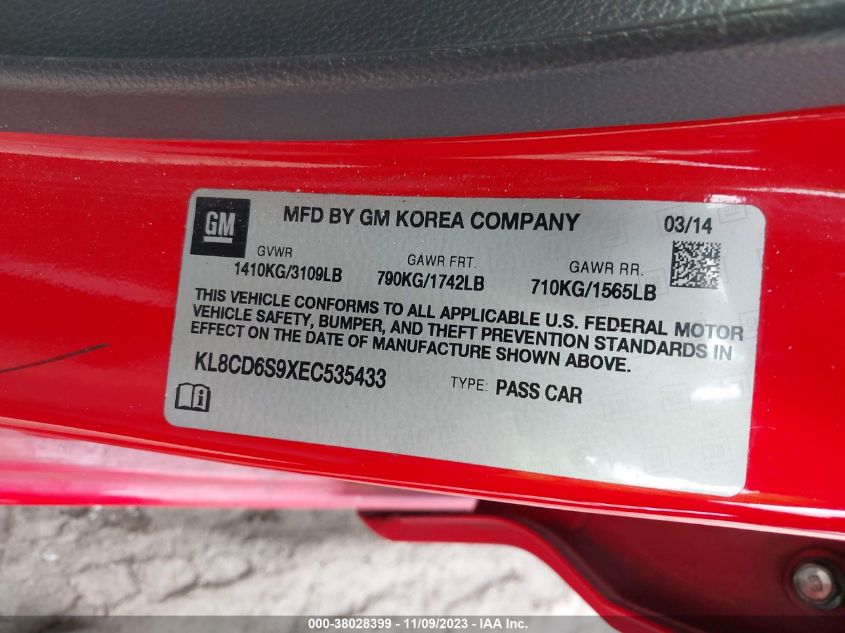 GM MFD BY GM KOREA COMPANY 03/14
GVWR GAWR FRT. GAWR RR.
1410KG/3109LB 790KG/1742LB 710KG/1565LB
THIS VEHICLE CONFORMS TO ALL APPLICABLE U.S. FEDERAL MOTOR
VEHICLE SAFETY, BUMPER, AND THEFT PREVENTION STANDARDS IN
EFFECT ON THE DATE OF MANUFACTURE SHOWN ABOVE.
KL8CD6S9XEC535433 TYPE: PASS CAR
00-38028399 - 11/09/2023 - IAA Inc.